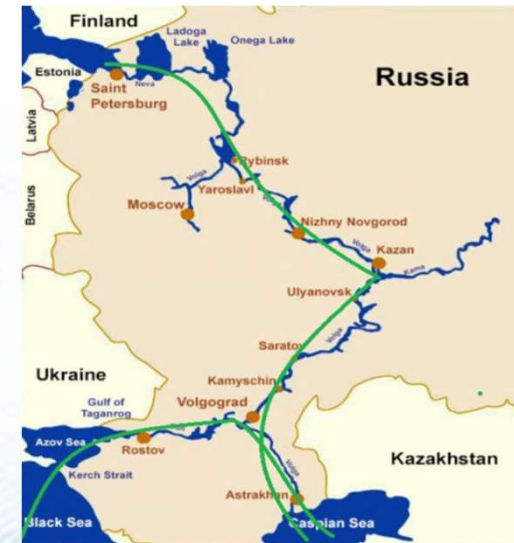 Finland
Ladoga
Lake
Onega Lake
Estonia
Saint
Petersburg
Neva
Russia
Latvia
Rybinsk
Volga
Yaroslavl
Belarus
Moscow
Nizhny Novgorod
Volga
Kazan
Kama
Ulyanovsk
Volga
Saratov
Ukraine
Kamyschin
Gulf of
Taganrog
Volgograd
Azov Sea
Rostov
Kazakhstan
Volga
Kerch Strait
Astrakhan
Black Sea
Caspian Sea